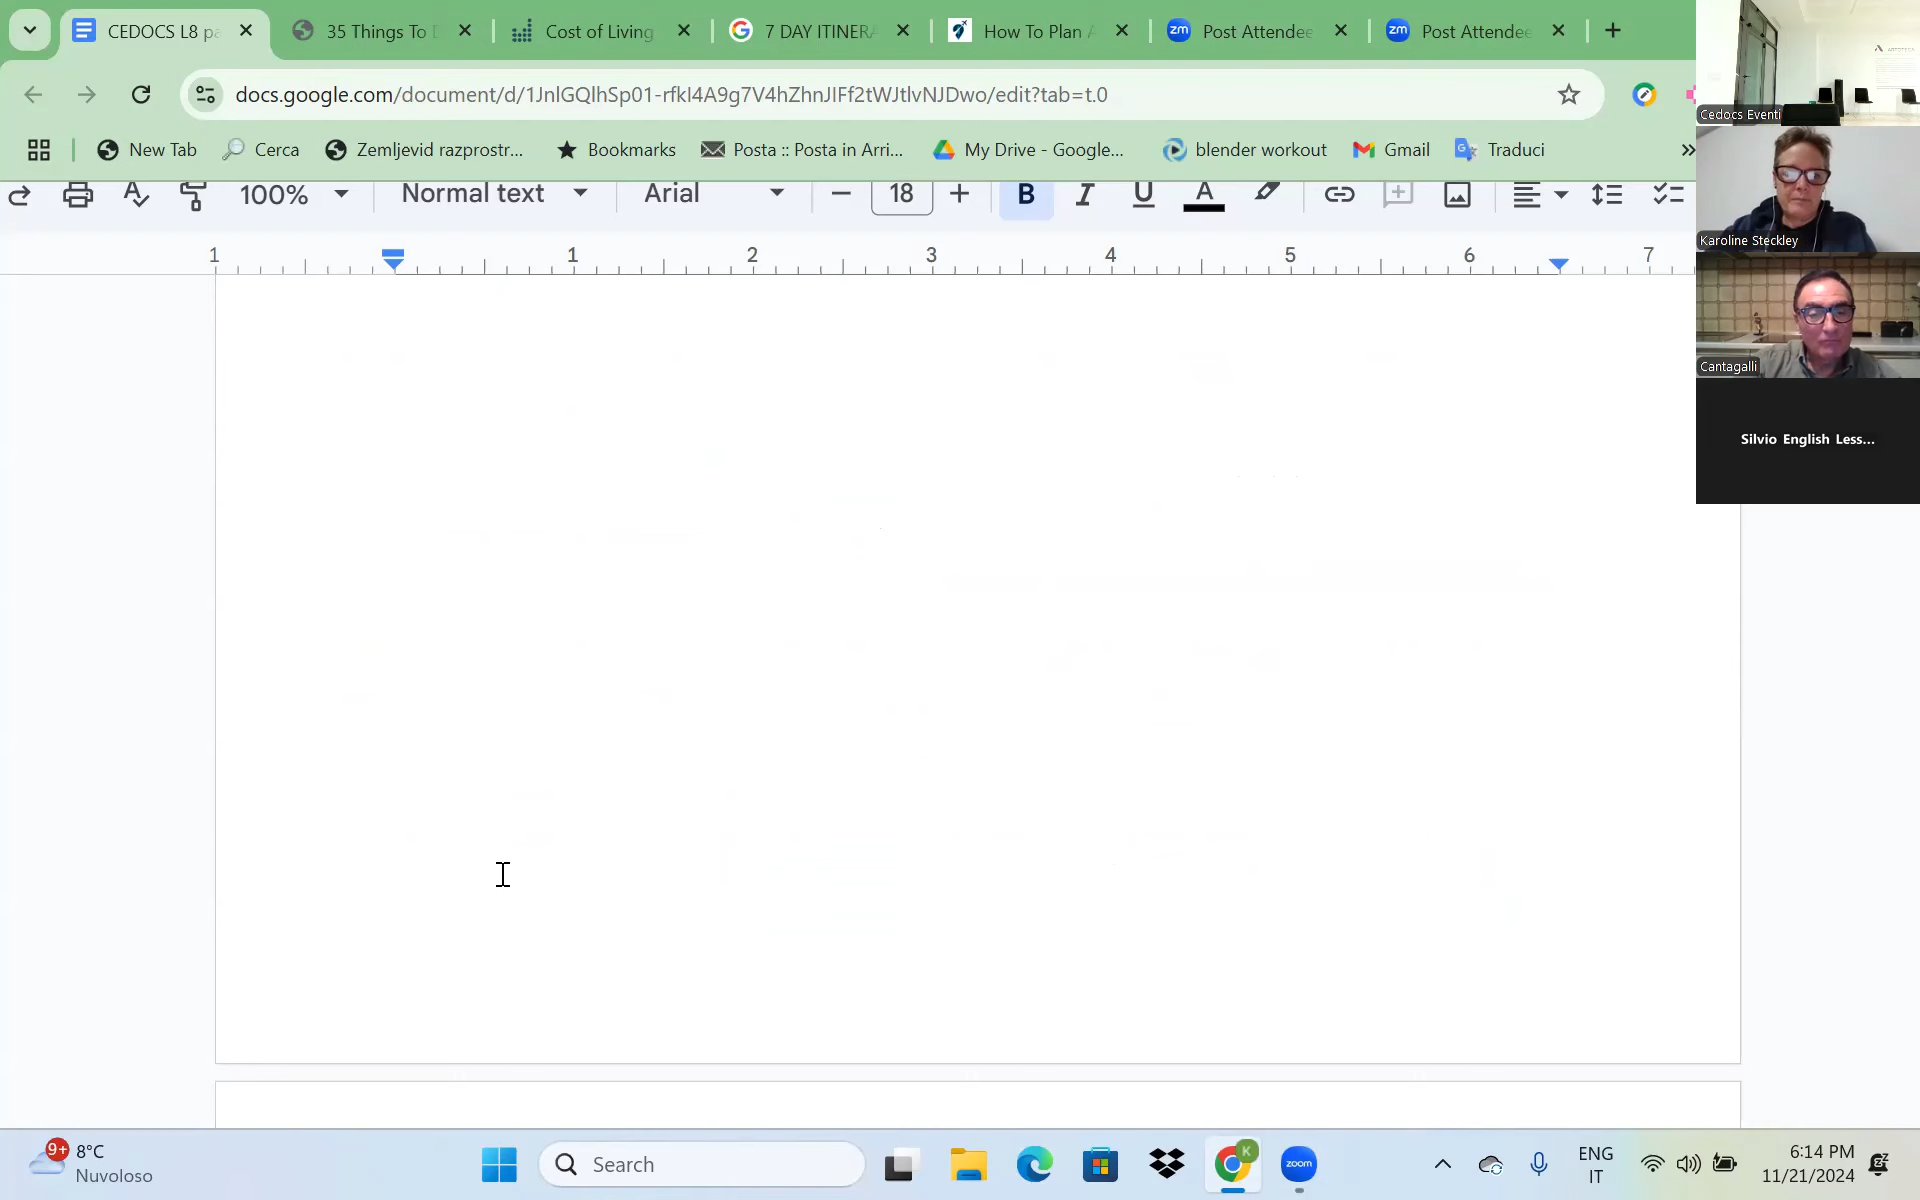 CEDOCS L8 pa
35 Things To D
Cost of Living
7 DAY ITINERA
How To Plan A
Post Attendee
Post Attendee
docs.google.com/document/d/1JnlGQlhSp01-rfkI4A9g7V4hZhnJIFf2tWJtlvNJDwo/edit?tab=t.0
New Tab
Cerca
Zemljevid razprostr...
Bookmarks
Posta :: Posta in Arri...
My Drive - Google...
blender workout
Gmail
Traduci
»
100%
Normal text
Arial
18
B
I
U
A
1 1 2 3 4 5 6 7
Cedocs Eventi
Karoline Steckley
Cantagalli
Silvio English Less...
9+
8°C
Nuvoloso
Search
K
zoom
ENG
IT
6:14 PM
11/21/2024